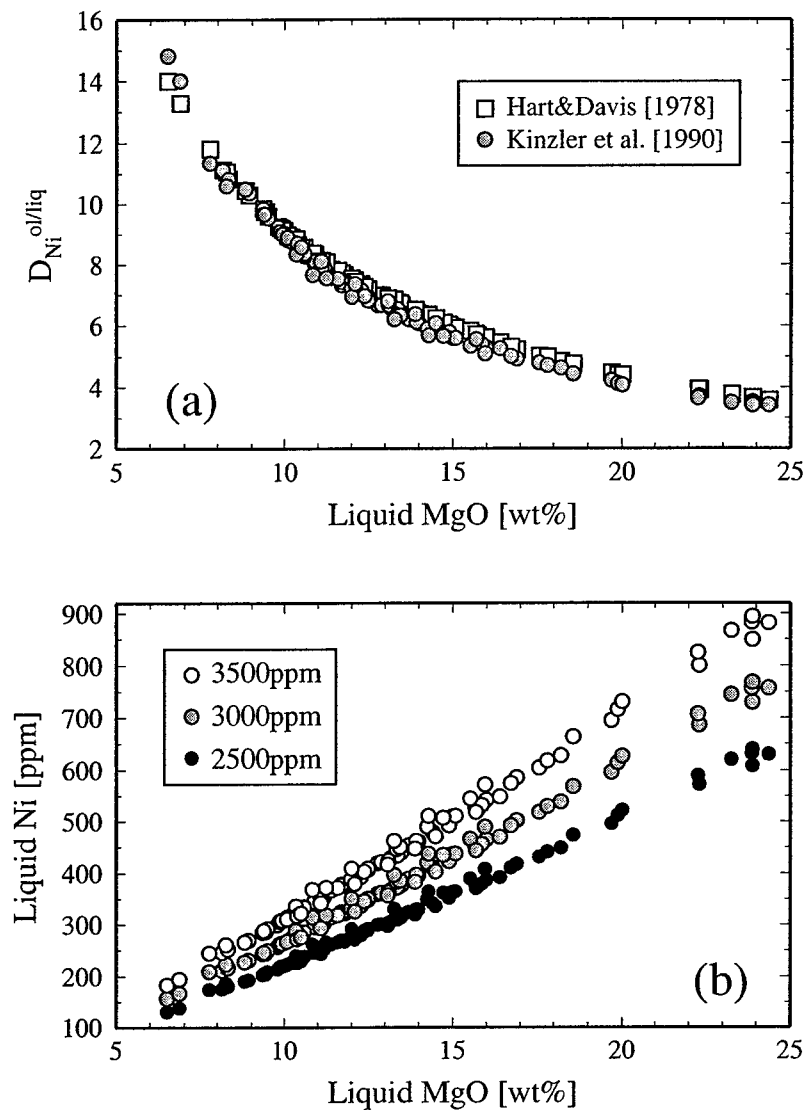 16
14
12
10
8
6
4
2
D_Ni^ol/liq
Hart&Davis [1978]
Kinzler et al. [1990]
(a)
5 10 15 20 25
Liquid MgO [wt%]
900
800
700
600
500
400
300
200
100
Liquid Ni [ppm]
3500ppm
3000ppm
2500ppm
(b)
5 10 15 20 25
Liquid MgO [wt%]